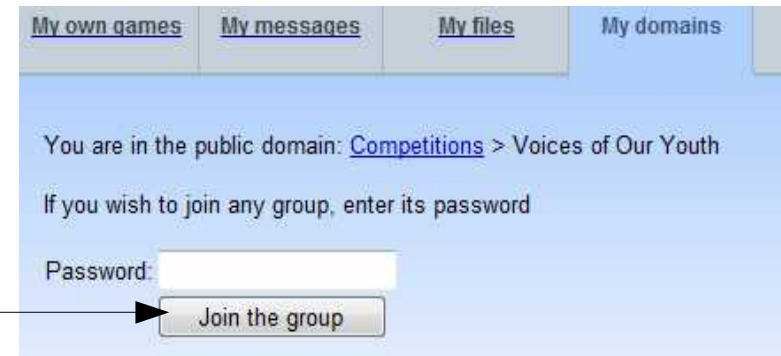 My own games My messages My files My domains
You are in the public domain: Competitions > Voices of Our Youth
If you wish to join any group, enter its password
Password:
Join the group